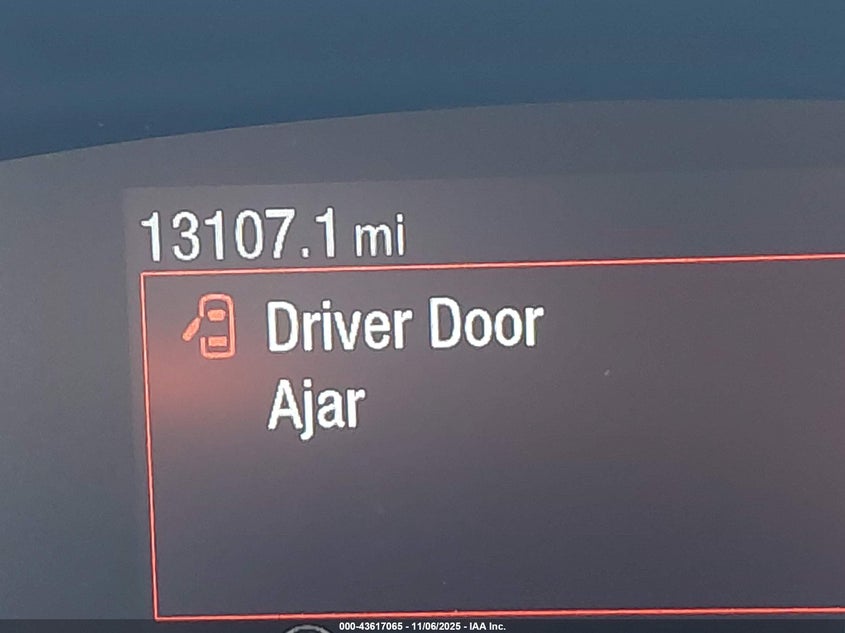 13107.1 mi
Driver Door
Ajar
000-43617065 - 11/06/2025 - IAA Inc.